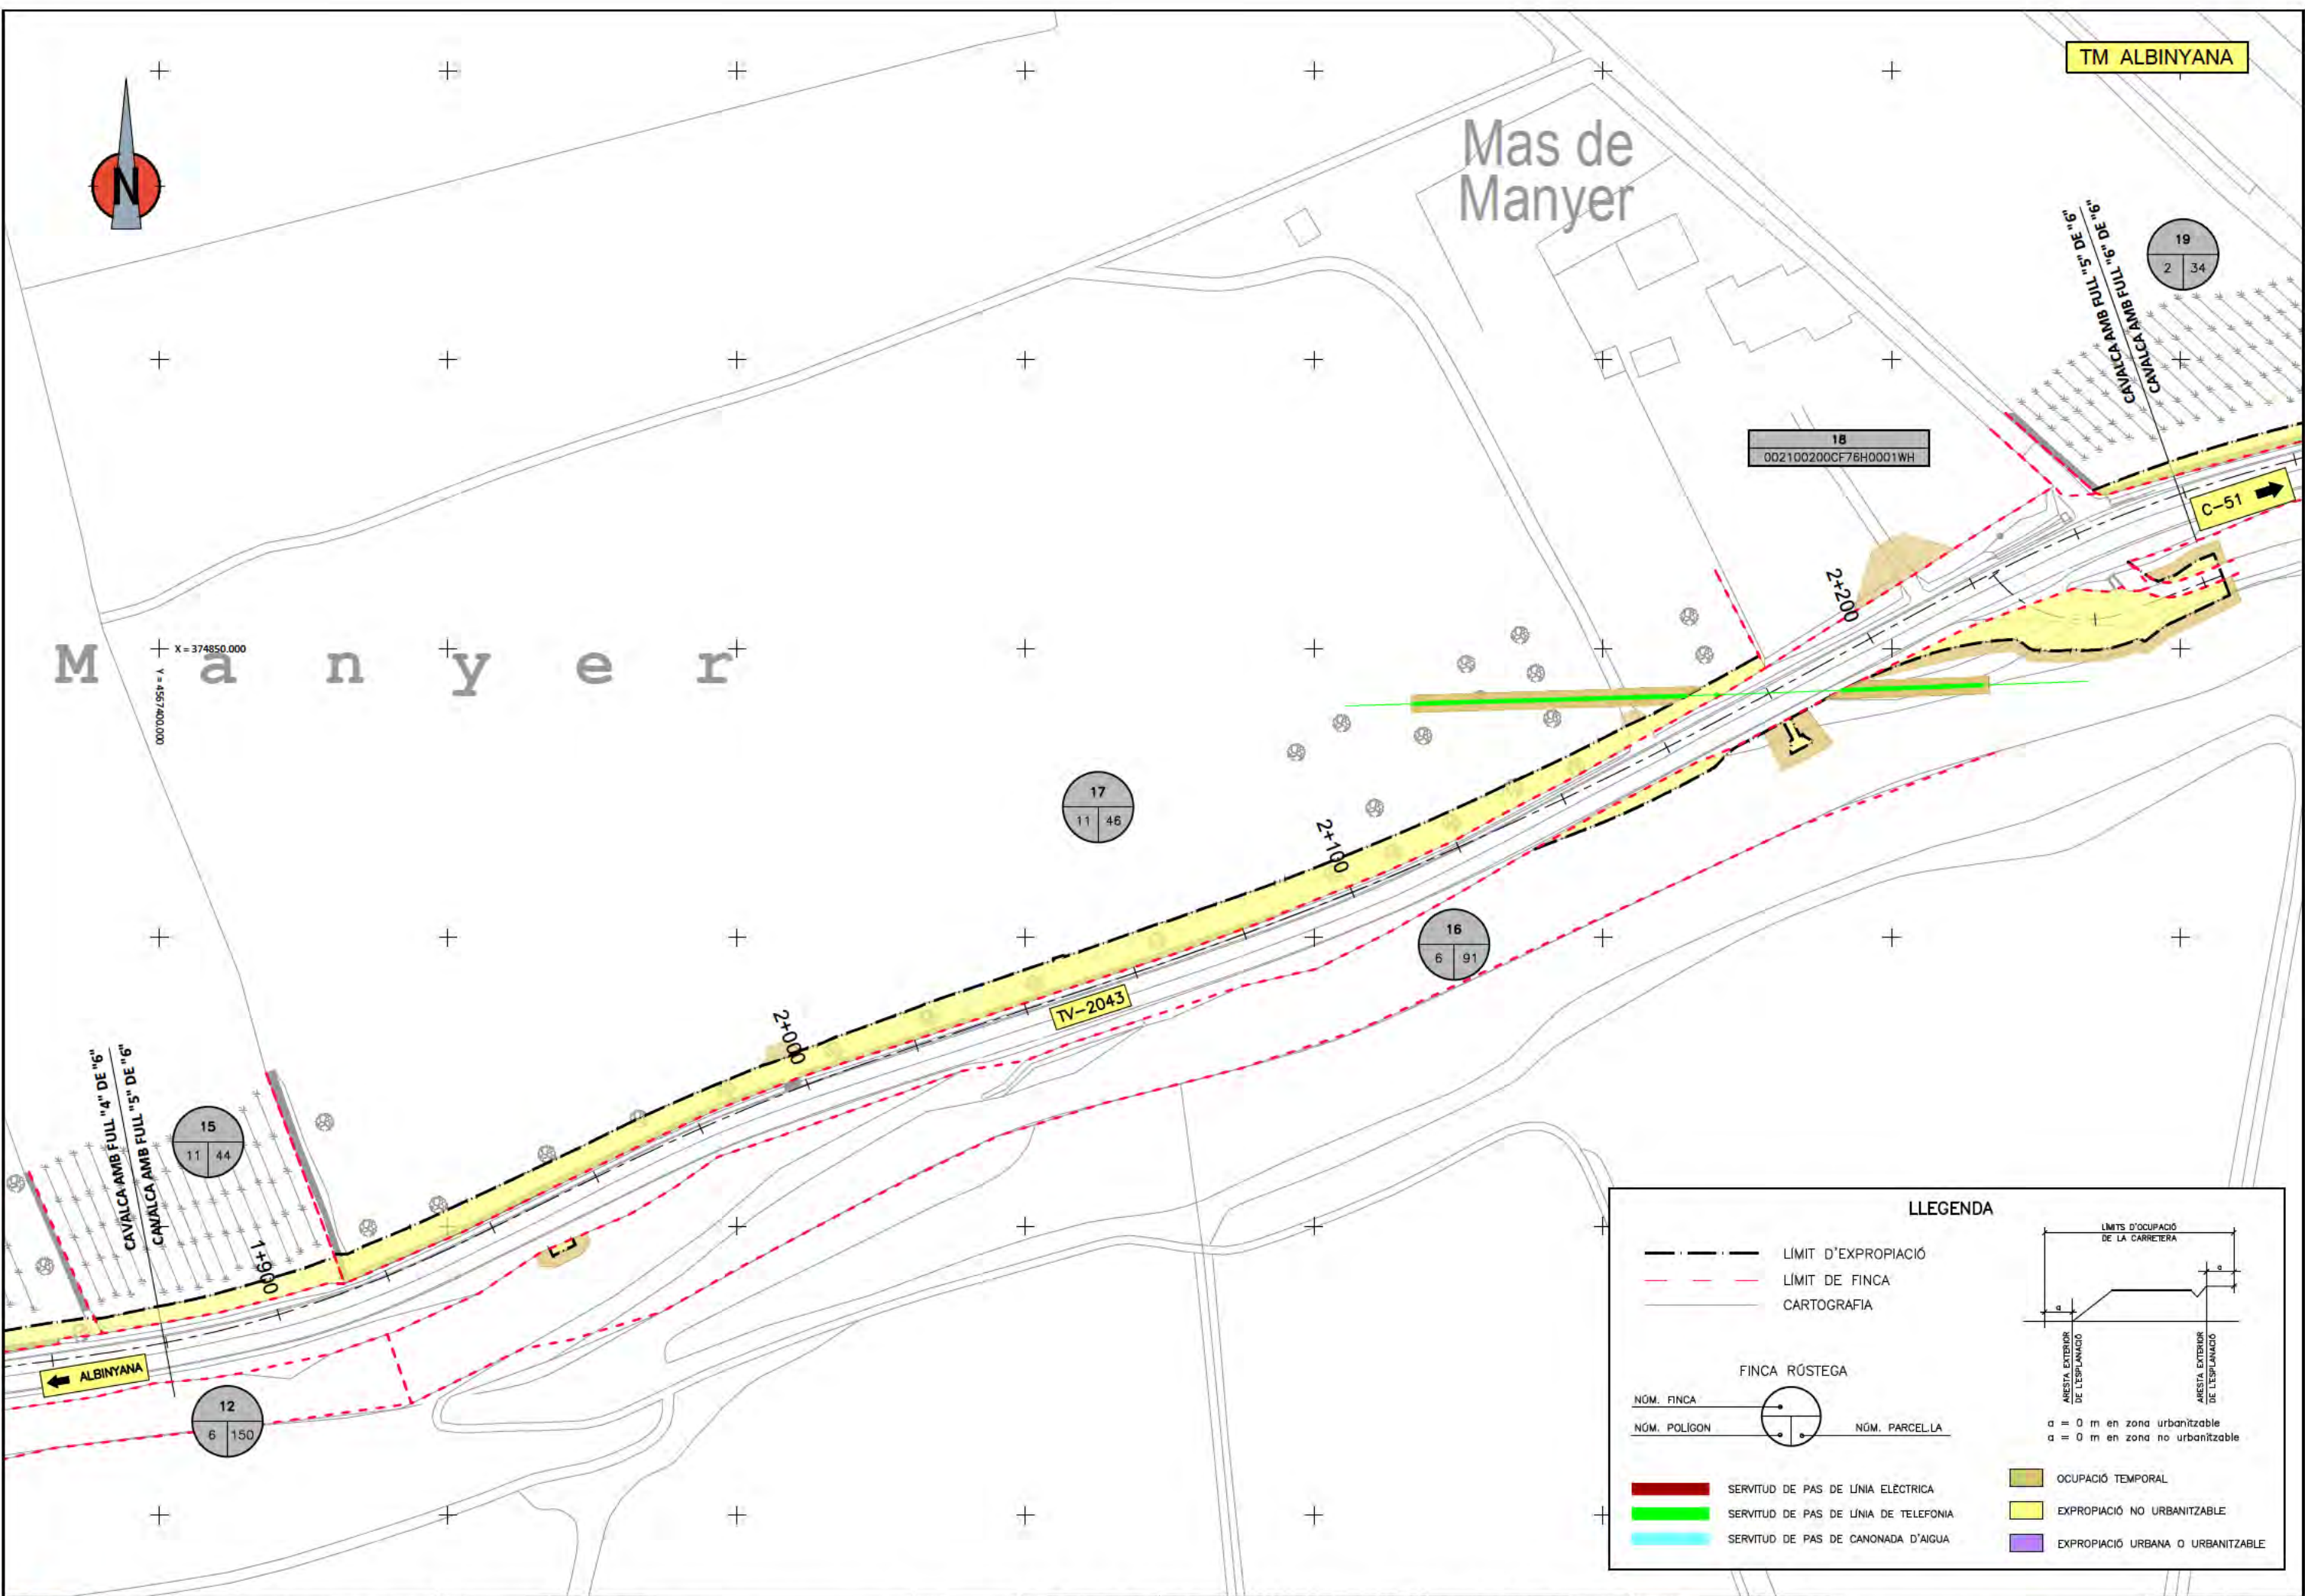 TM ALBINYANA
N
Mas de
Manyer
CAVALCA AMB FULL "5" DE "6"
CAVALCA AMB FULL "6" DE "6"
19
2 34
18
002100200CF76H0001WH
C-51
2+200
M a n y e r
X = 374850.000
Y = 4567400.000
17
11 46
2+100
16
6 91
TV-2043
2+000
CAVALCA AMB FULL "4" DE "6"
CAVALCA AMB FULL "5" DE "6"
15
11 44
1+900
ALBINYANA
12
6 150
LLEGENDA
LÍMIT D'EXPROPIACIÓ
LÍMIT DE FINCA
CARTOGRAFIA
LÍMITS D'OCUPACIÓ
DE LA CARRETERA
a
a
ARESTA EXTERIOR
DE L'ESPLANACIÓ
ARESTA EXTERIOR
DE L'ESPLANACIÓ
a = 0 m en zona urbanitzable
a = 0 m en zona no urbanitzable
FINCA RÚSTEGA
NÚM. FINCA
NÚM. POLÍGON
NÚM. PARCEL.LA
SERVITUD DE PAS DE LÍNIA ELÈCTRICA
SERVITUD DE PAS DE LÍNIA DE TELEFONIA
SERVITUD DE PAS DE CANONADA D'AIGUA
OCUPACIÓ TEMPORAL
EXPROPIACIÓ NO URBANITZABLE
EXPROPIACIÓ URBANA O URBANITZABLE